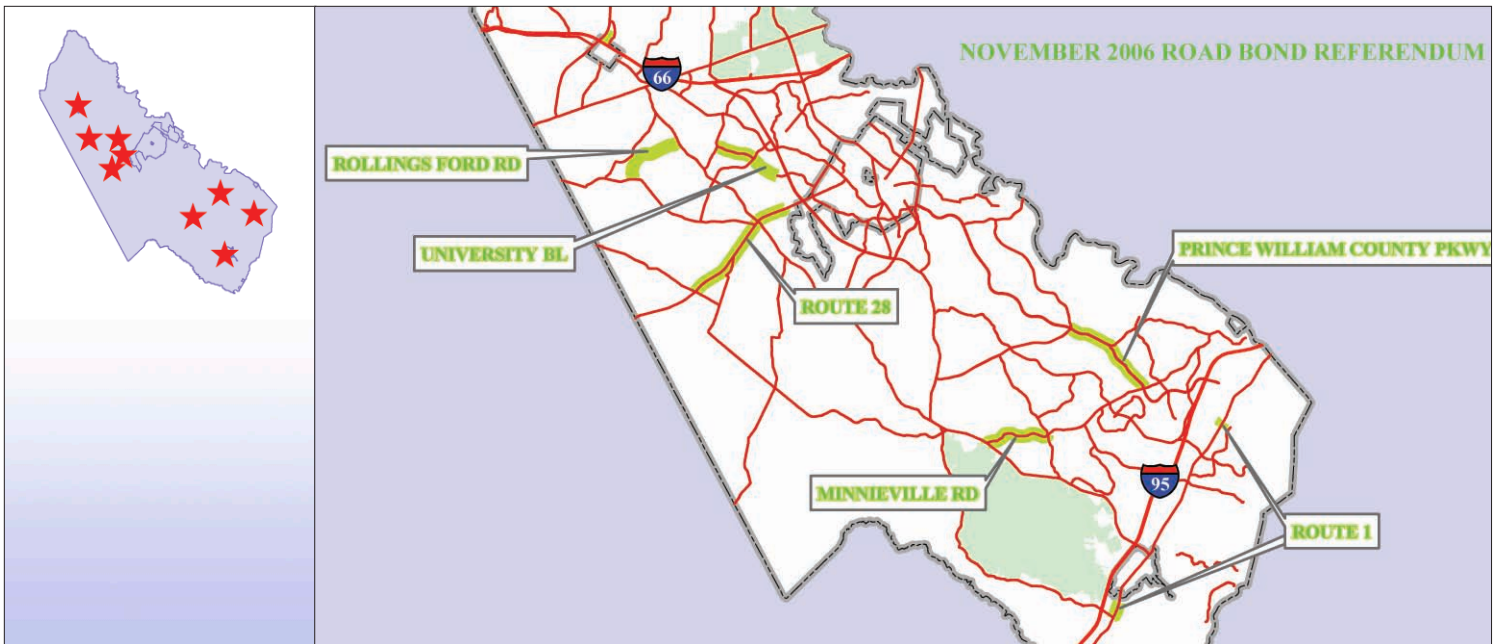 NOVEMBER 2006 ROAD BOND REFERENDUM
66
ROLLINGS FORD RD
UNIVERSITY BL
PRINCE WILLIAM COUNTY PKWY
ROUTE 28
MINNIEVILLE RD
95
ROUTE 1